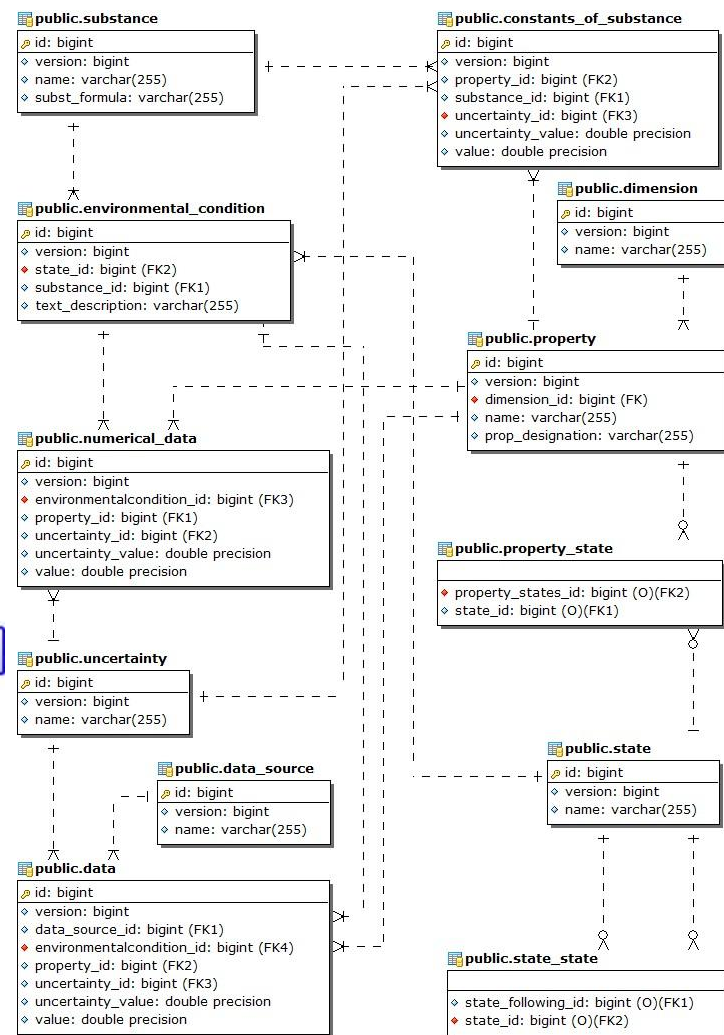 public.substance
id: bigint
version: bigint
name: varchar(255)
subst_formula: varchar(255)
public.constants_of_substance
id: bigint
version: bigint
property_id: bigint (FK2)
substance_id: bigint (FK1)
uncertainty_id: bigint (FK3)
uncertainty_value: double precision
value: double precision
public.dimension
id: bigint
version: bigint
name: varchar(255)
public.environmental_condition
id: bigint
version: bigint
state_id: bigint (FK2)
substance_id: bigint (FK1)
text_description: varchar(255)
public.property
id: bigint
version: bigint
dimension_id: bigint (FK)
name: varchar(255)
prop_designation: varchar(255)
public.numerical_data
id: bigint
version: bigint
environmentalcondition_id: bigint (FK3)
property_id: bigint (FK1)
uncertainty_id: bigint (FK2)
uncertainty_value: double precision
value: double precision
public.property_state
property_states_id: bigint (O)(FK2)
state_id: bigint (O)(FK1)
public.uncertainty
id: bigint
version: bigint
name: varchar(255)
public.state
id: bigint
version: bigint
name: varchar(255)
public.data_source
id: bigint
version: bigint
name: varchar(255)
public.data
id: bigint
version: bigint
data_source_id: bigint (FK1)
environmentalcondition_id: bigint (FK4)
property_id: bigint (FK2)
uncertainty_id: bigint (FK3)
uncertainty_value: double precision
value: double precision
public.state_state
state_following_id: bigint (O)(FK1)
state_id: bigint (O)(FK2)